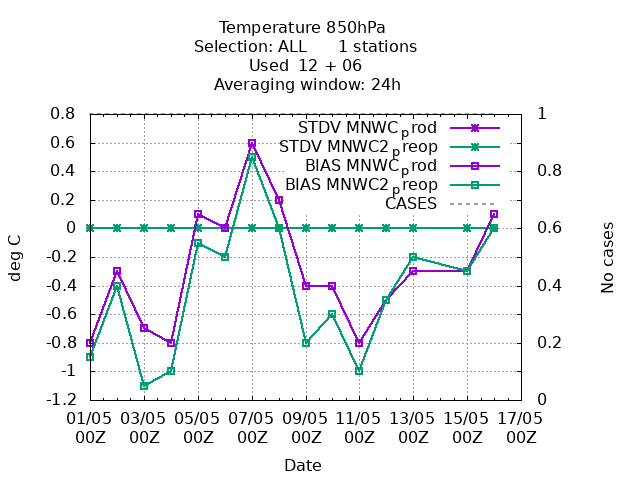 Temperature 850hPa
Selection: ALL 1 stations
Used 12 + 06
Averaging window: 24h
STDV MNWCprod
STDV MNWC2preop
BIAS MNWCprod
BIAS MNWC2preop
CASES
0.8
0.6
0.4
0.2
0
-0.2
-0.4
-0.6
-0.8
-1
-1.2
deg C
1
0.8
0.6
0.4
0.2
0
No cases
01/05 03/05 05/05 07/05 09/05 11/05 13/05 15/05 17/05
00Z 00Z 00Z 00Z 00Z 00Z 00Z 00Z 00Z
Date